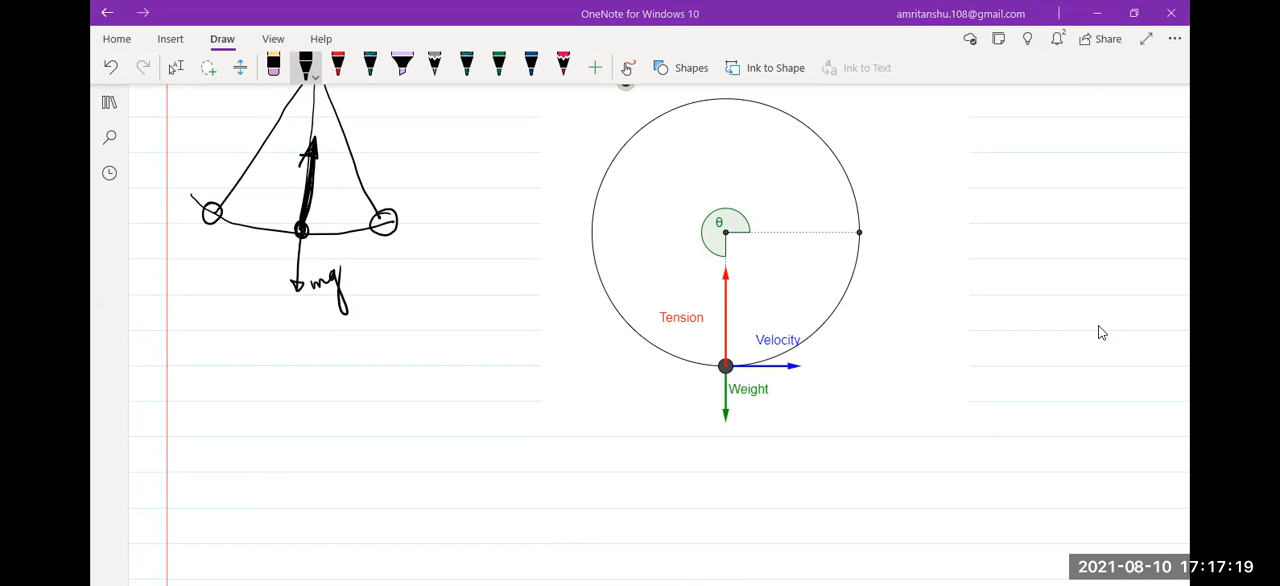 OneNote for Windows 10
amritanshu.108@gmail.com
Home Insert Draw View Help
2
Share
Shapes
Ink to Shape
Ink to Text
mg
θ
Tension
Velocity
Weight
2021-08-10 17:17:19